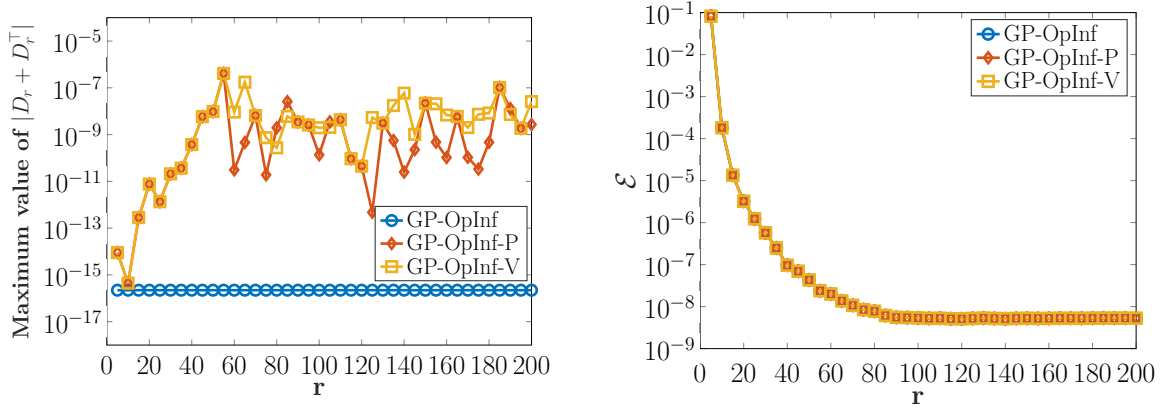 Maximum value of |D_r + D_r^⊤|
10^{-5}
10^{-7}
10^{-9}
10^{-11}
10^{-13}
10^{-15}
10^{-17}
GP-OpInf
GP-OpInf-P
GP-OpInf-V
0 20 40 60 80 100 120 140 160 180 200
r
ℰ
10^{-1}
10^{-2}
10^{-3}
10^{-4}
10^{-5}
10^{-6}
10^{-7}
10^{-8}
10^{-9}
GP-OpInf
GP-OpInf-P
GP-OpInf-V
0 20 40 60 80 100 120 140 160 180 200
r